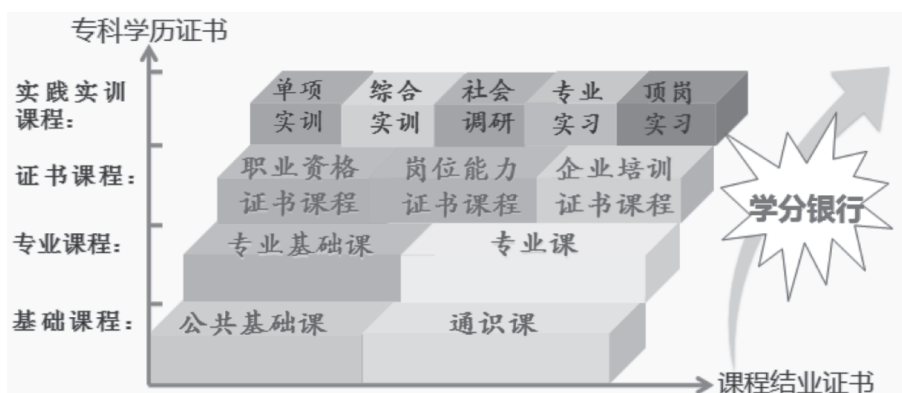 专科学历证书
实践实训
课程：
单项
实训
综合
实训
社会
调研
专业
实习
顶岗
实习
证书课程：
职业资格
证书课程
岗位能力
证书课程
企业培训
证书课程
学分银行
专业课程：
专业基础课
专业课
基础课程：
公共基础课
通识课
课程结业证书